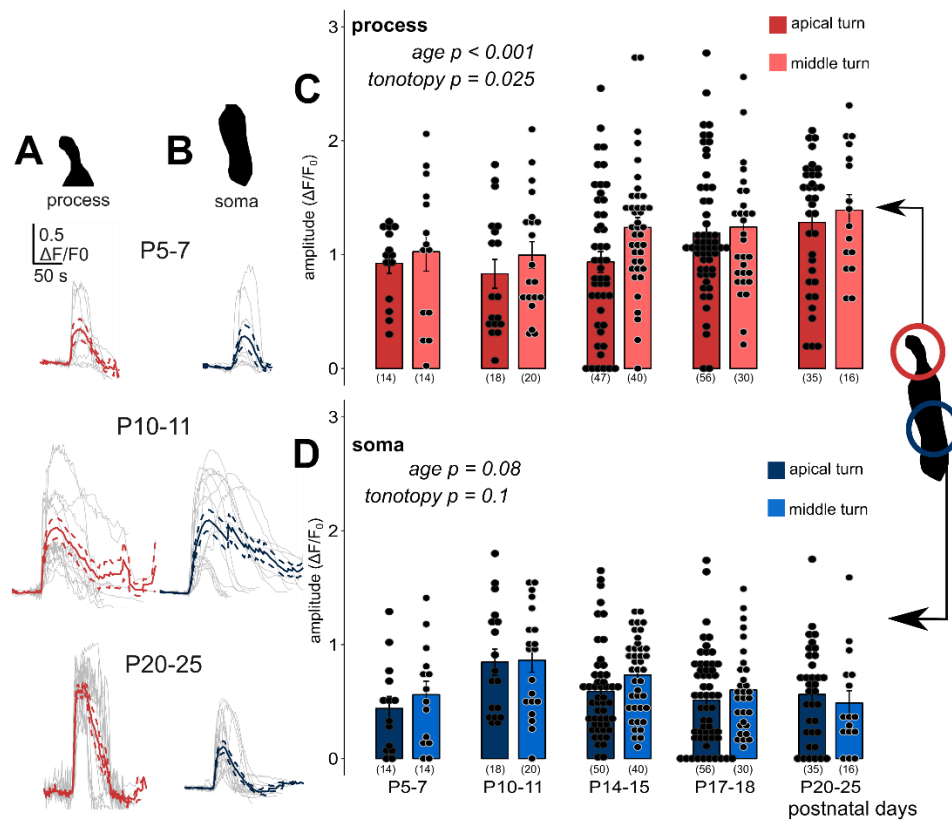 A
process
B
soma
0.5
ΔF/F0
50 s
P5-7
P10-11
P20-25
C
process
age p < 0.001
tonotopy p = 0.025
apical turn
middle turn
amplitude (ΔF/F₀)
3
2
1
0
(14) (14) (18) (20) (47) (40) (56) (30) (35) (16)
D
soma
age p = 0.08
tonotopy p = 0.1
apical turn
middle turn
amplitude (ΔF/F₀)
3
2
1
0
(14) (14) (18) (20) (50) (40) (56) (30) (35) (16)
P5-7 P10-11 P14-15 P17-18 P20-25
postnatal days